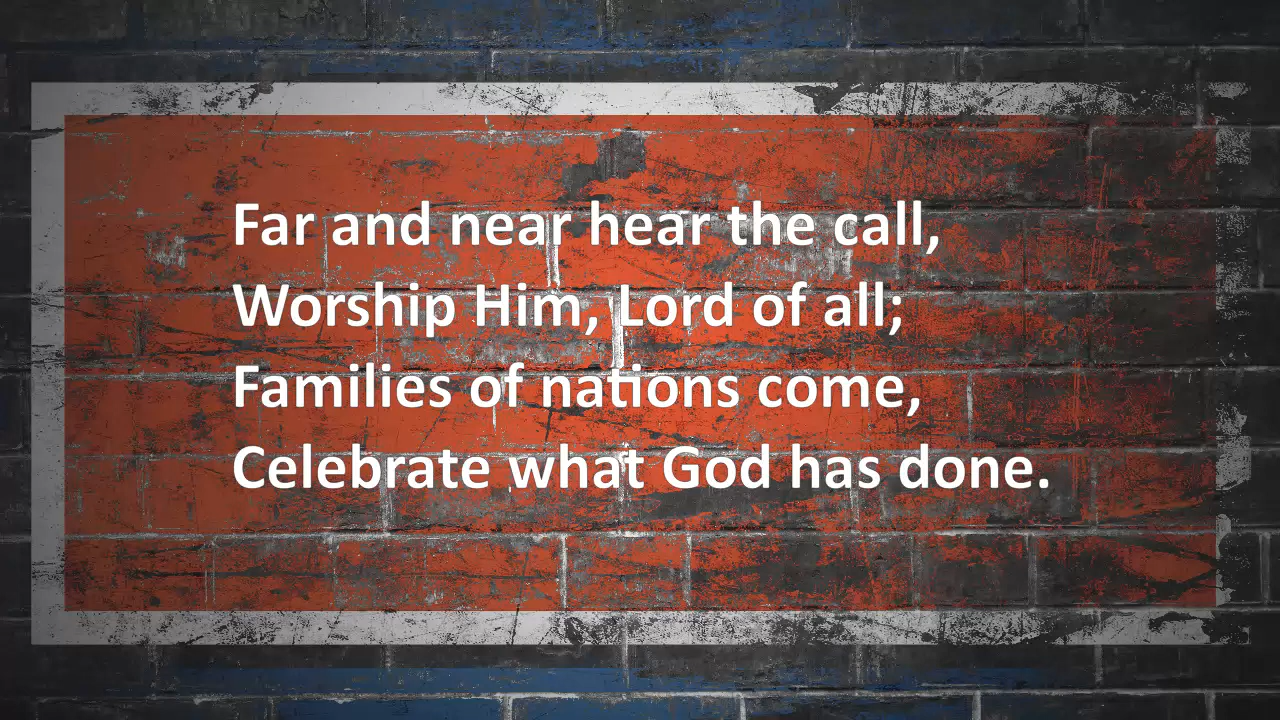 Far and near hear the call,
Worship Him, Lord of all;
Families of nations come,
Celebrate what God has done.